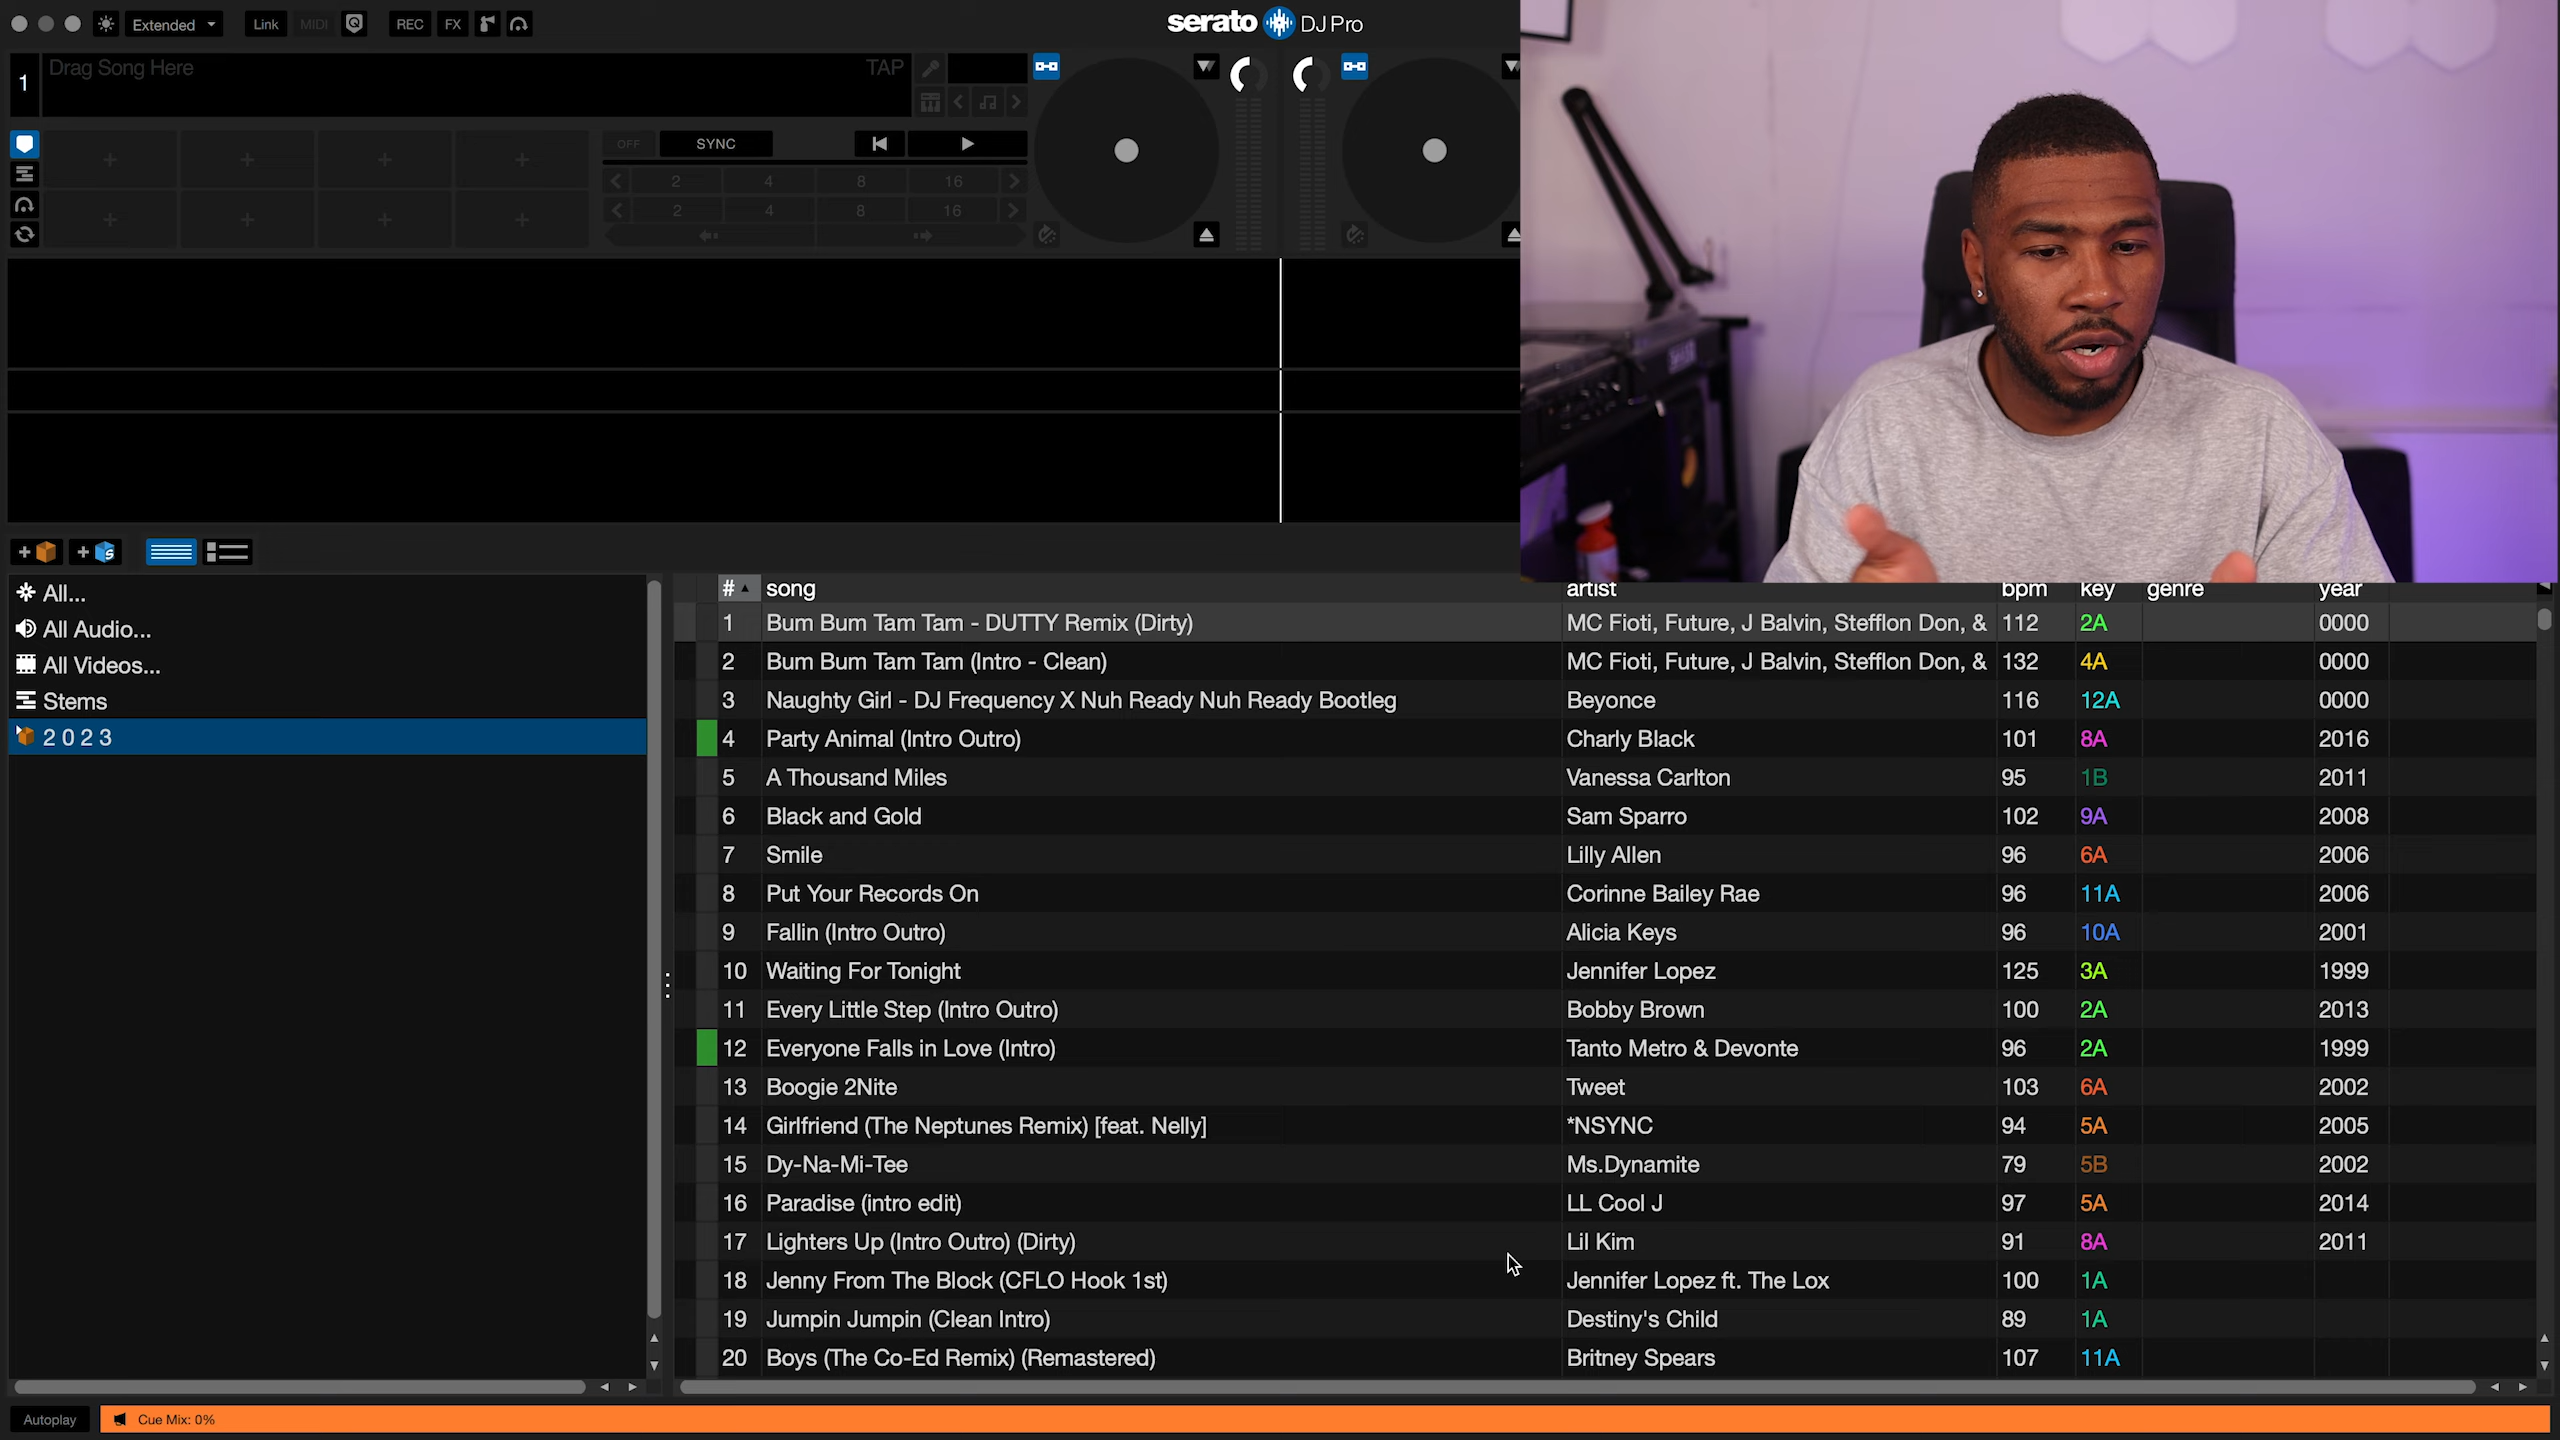 Extended Link MIDI REC FX serato DJ Pro
1 Drag Song Here TAP
OFF SYNC
2 4 8 16
2 4 8 16
All...
All Audio...
All Videos...
Stems
2 0 2 3
# song artist bpm key genre year
1 Bum Bum Tam Tam - DUTTY Remix (Dirty) MC Fioti, Future, J Balvin, Stefflon Don, & 112 2A 0000
2 Bum Bum Tam Tam (Intro - Clean) MC Fioti, Future, J Balvin, Stefflon Don, & 132 4A 0000
3 Naughty Girl - DJ Frequency X Nuh Ready Nuh Ready Bootleg Beyonce 116 12A 0000
4 Party Animal (Intro Outro) Charly Black 101 8A 2016
5 A Thousand Miles Vanessa Carlton 95 1B 2011
6 Black and Gold Sam Sparro 102 9A 2008
7 Smile Lilly Allen 96 6A 2006
8 Put Your Records On Corinne Bailey Rae 96 11A 2006
9 Fallin (Intro Outro) Alicia Keys 96 10A 2001
10 Waiting For Tonight Jennifer Lopez 125 3A 1999
11 Every Little Step (Intro Outro) Bobby Brown 100 2A 2013
12 Everyone Falls in Love (Intro) Tanto Metro & Devonte 96 2A 1999
13 Boogie 2Nite Tweet 103 6A 2002
14 Girlfriend (The Neptunes Remix) [feat. Nelly] *NSYNC 94 5A 2005
15 Dy-Na-Mi-Tee Ms.Dynamite 79 5B 2002
16 Paradise (intro edit) LL Cool J 97 5A 2014
17 Lighters Up (Intro Outro) (Dirty) Lil Kim 91 8A 2011
18 Jenny From The Block (CFLO Hook 1st) Jennifer Lopez ft. The Lox 100 1A
19 Jumpin Jumpin (Clean Intro) Destiny's Child 89 1A
20 Boys (The Co-Ed Remix) (Remastered) Britney Spears 107 11A
Autoplay Cue Mix: 0%